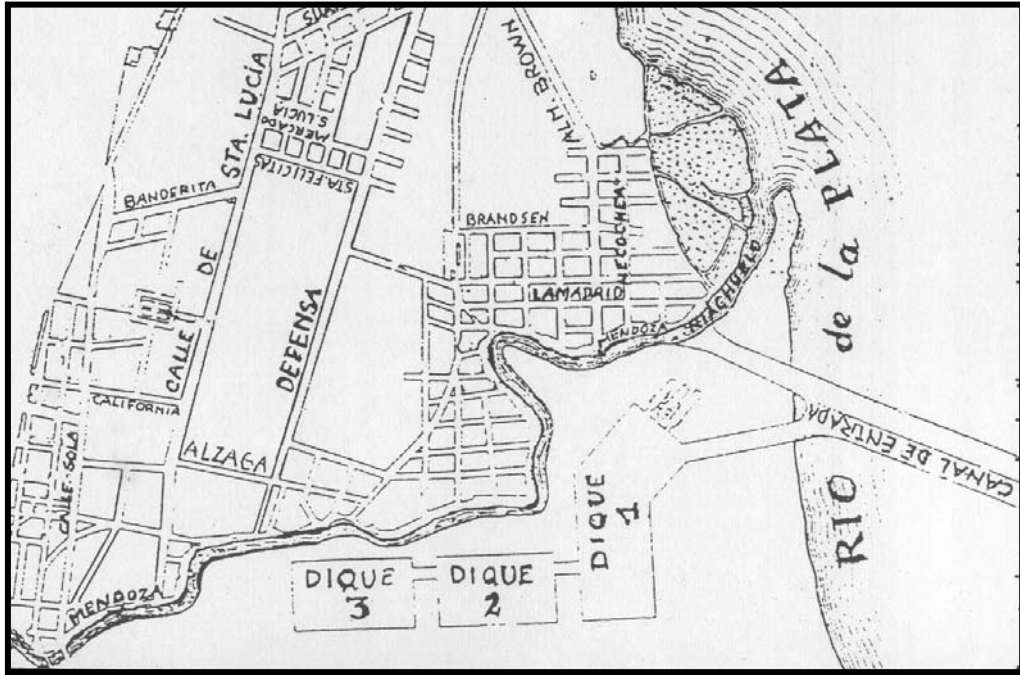 ALM BROWN
STA. LUCIA
MERCADO
S. LUCIA
STA. FELICITAS
BANDERITA
BRANDSEN
NECOCHEA
LAMADRID
MENDOZA
RIACHUELO
RIO de la PLATA
CALLE DE
DEFENSA
CALIFORNIA
ALZAGA
CALLE SOLA
CANAL DE ENTRADA
DIQUE
1
DIQUE
2
DIQUE
3
MENDOZA